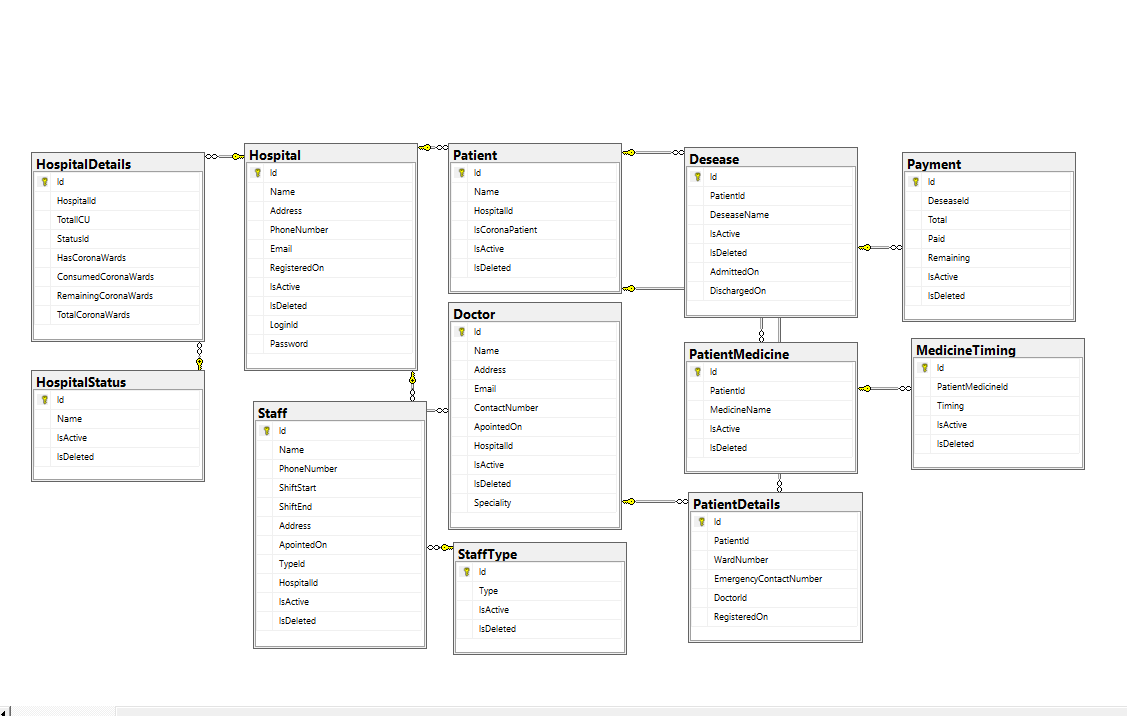 HospitalDetails
Id
HospitalId
TotalICU
StatusId
HasCoronaWards
ConsumedCoronaWards
RemainingCoronaWards
TotalCoronaWards
HospitalStatus
Id
Name
IsActive
IsDeleted
Hospital
Id
Name
Address
PhoneNumber
Email
RegisteredOn
IsActive
IsDeleted
LoginId
Password
Staff
Id
Name
PhoneNumber
ShiftStart
ShiftEnd
Address
ApointedOn
TypeId
HospitalId
IsActive
IsDeleted
Patient
Id
Name
HospitalId
IsCoronaPatient
IsActive
IsDeleted
Doctor
Id
Name
Address
Email
ContactNumber
ApointedOn
HospitalId
IsActive
IsDeleted
Speciality
StaffType
Id
Type
IsActive
IsDeleted
Desease
Id
PatientId
DeseaseName
IsActive
IsDeleted
AdmittedOn
DischargedOn
PatientMedicine
Id
PatientId
MedicineName
IsActive
IsDeleted
PatientDetails
Id
PatientId
WardNumber
EmergencyContactNumber
DoctorId
RegisteredOn
Payment
Id
DeseaseId
Total
Paid
Remaining
IsActive
IsDeleted
MedicineTiming
Id
PatientMedicineId
Timing
IsActive
IsDeleted